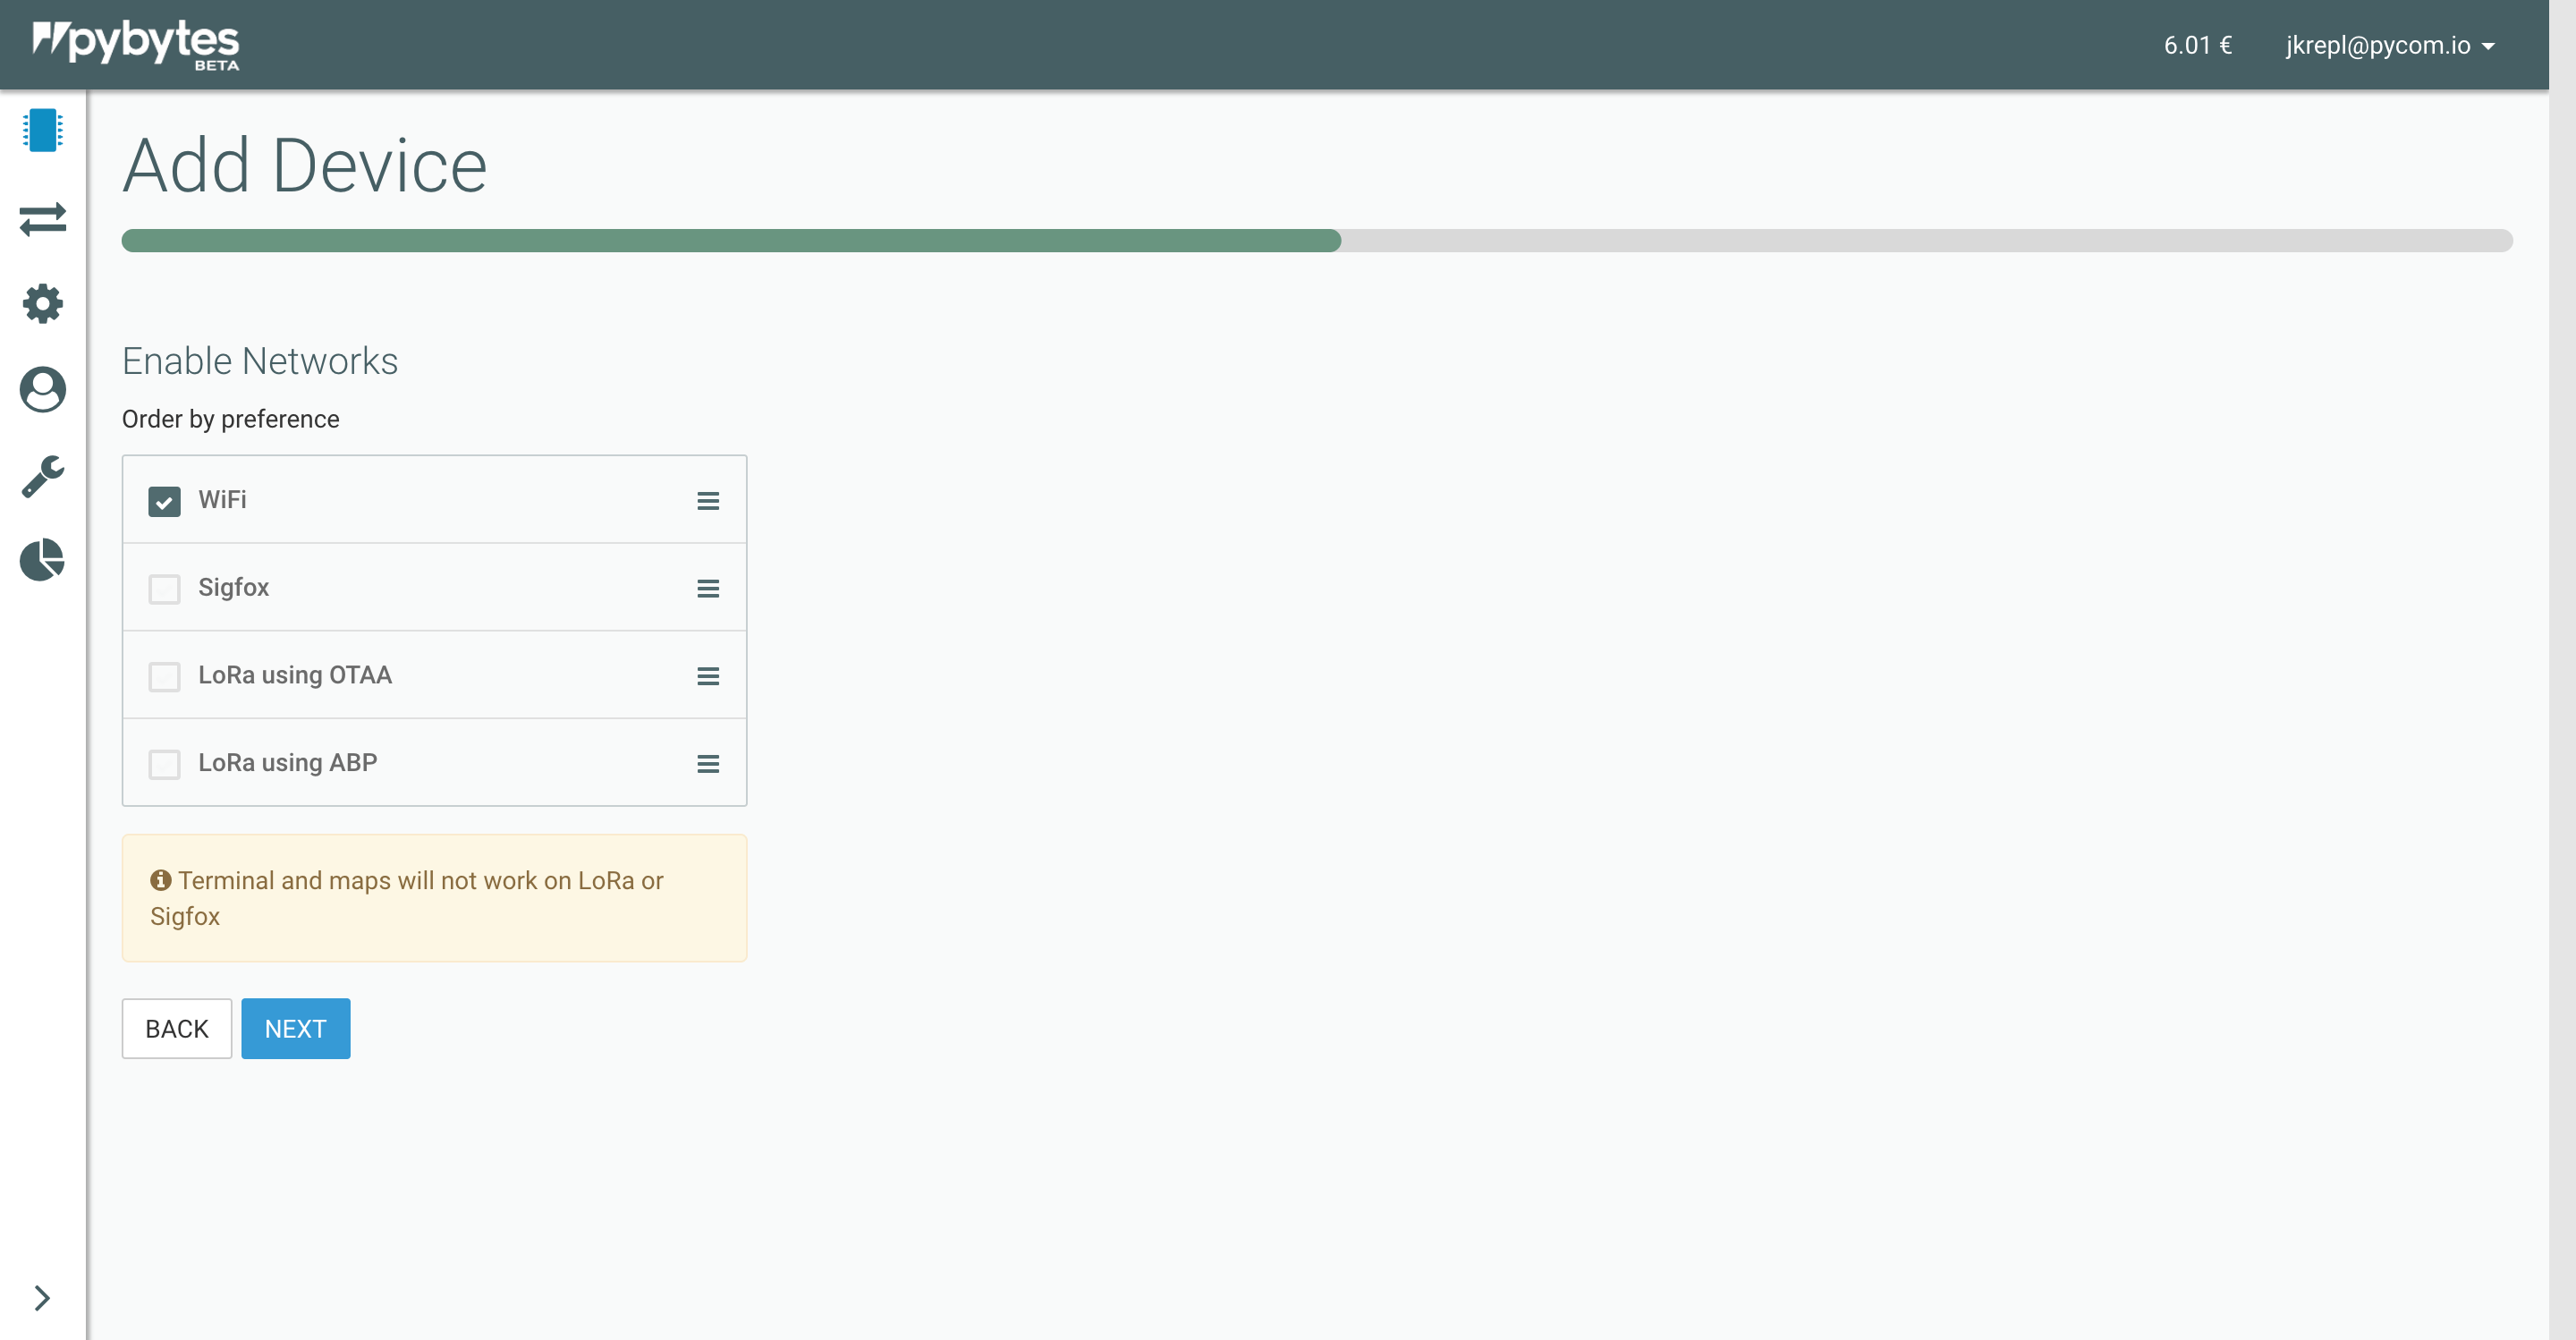 pybytes
BETA
6.01 €
jkrepl@pycom.io
Add Device
Enable Networks
Order by preference
WiFi
Sigfox
LoRa using OTAA
LoRa using ABP
Terminal and maps will not work on LoRa or
Sigfox
BACK
NEXT